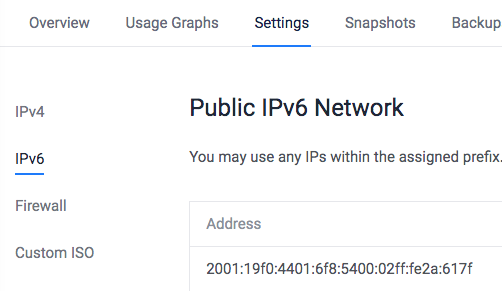 Overview Usage Graphs Settings Snapshots Backup
IPv4
Public IPv6 Network
IPv6
You may use any IPs within the assigned prefix.
Firewall
Address
Custom ISO
2001:19f0:4401:6f8:5400:02ff:fe2a:617f